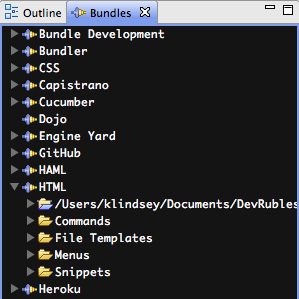 Outline Bundles
Bundle Development
Bundler
CSS
Capistrano
Cucumber
Dojo
Engine Yard
GitHub
HAML
HTML
/Users/klindsey/Documents/DevRubles
Commands
File Templates
Menus
Snippets
Heroku